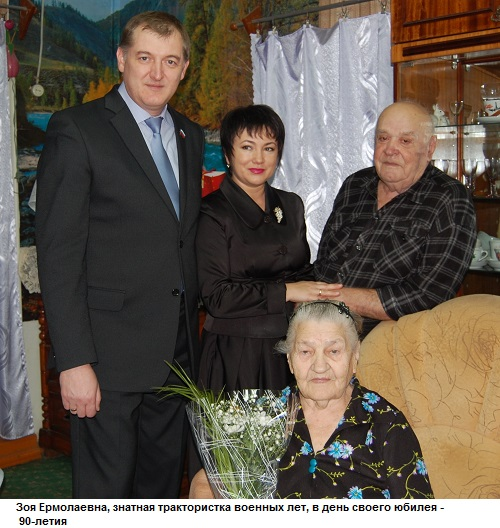 Зоя Ермолаевна, знатная трактористка военных лет, в день своего юбилея -
90-летия